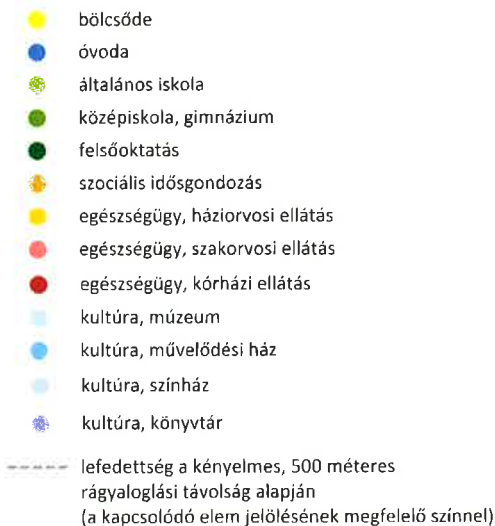 bölcsőde
óvoda
általános iskola
középiskola, gimnázium
felsőoktatás
szociális idősgondozás
egészségügy, háziorvosi ellátás
egészségügy, szakorvosi ellátás
egészségügy, kórházi ellátás
kultúra, múzeum
kultúra, művelődési ház
kultúra, színház
kultúra, könyvtár
lefedettség a kényelmes, 500 méteres
rágyaloglási távolság alapján
(a kapcsolódó elem jelölésének megfelelő színnel)